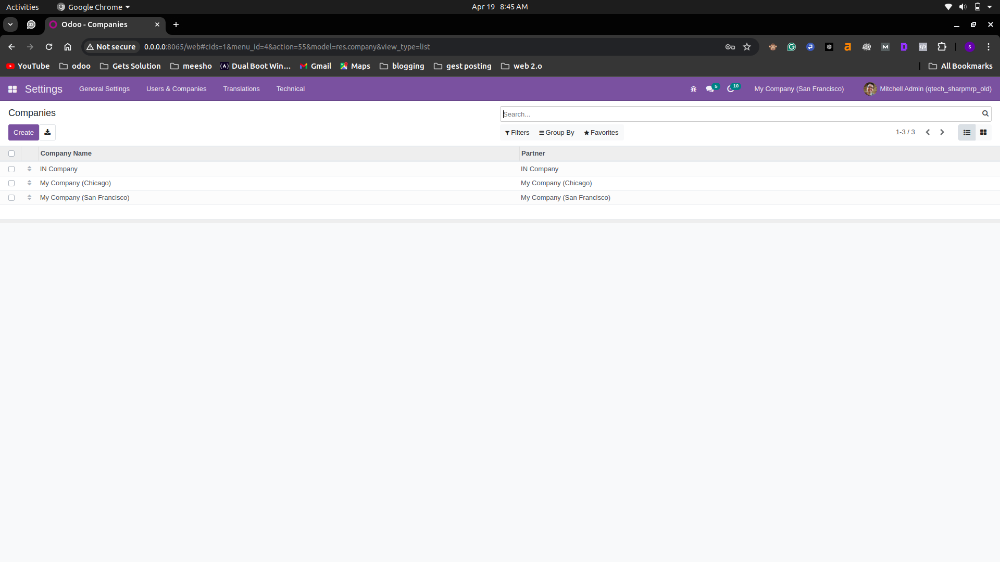 Activities
Google Chrome
Apr 19 8:45 AM
32
Odoo - Companies
Not secure
0.0.0.0:8065/web#cids=1&menu_id=4&action=55&model=res.company&view_type=list
S
YouTube
odoo
Gets Solution
meesho
Dual Boot Win...
Gmail
Maps
blogging
gest posting
web 2.o
All Bookmarks
Settings
General Settings
Users & Companies
Translations
Technical
5
10
My Company (San Francisco)
Mitchell Admin (qtech_sharpmrp_old)
Companies
Search...
Create
Filters
Group By
Favorites
1-3 / 3
Company Name Partner
IN Company IN Company
My Company (Chicago) My Company (Chicago)
My Company (San Francisco) My Company (San Francisco)